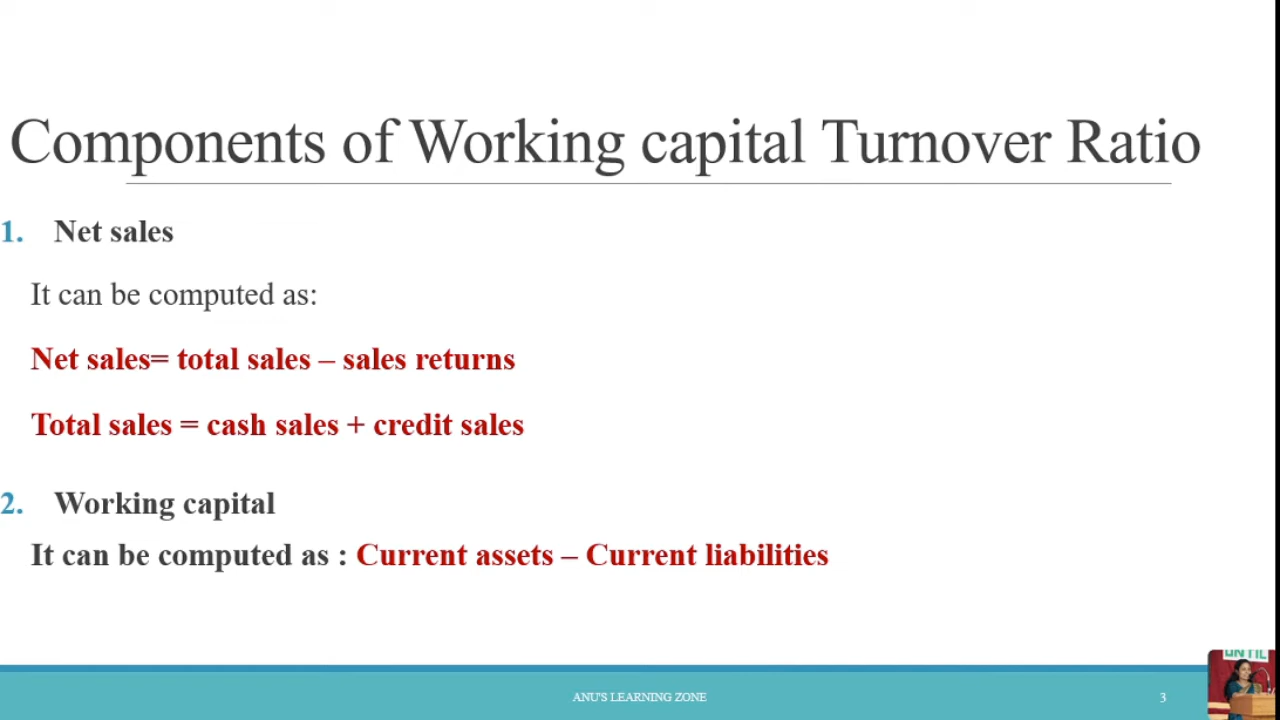 Components of Working capital Turnover Ratio
1. Net sales
It can be computed as:
Net sales= total sales – sales returns
Total sales = cash sales + credit sales
2. Working capital
It can be computed as : Current assets – Current liabilities
ANU'S LEARNING ZONE
3